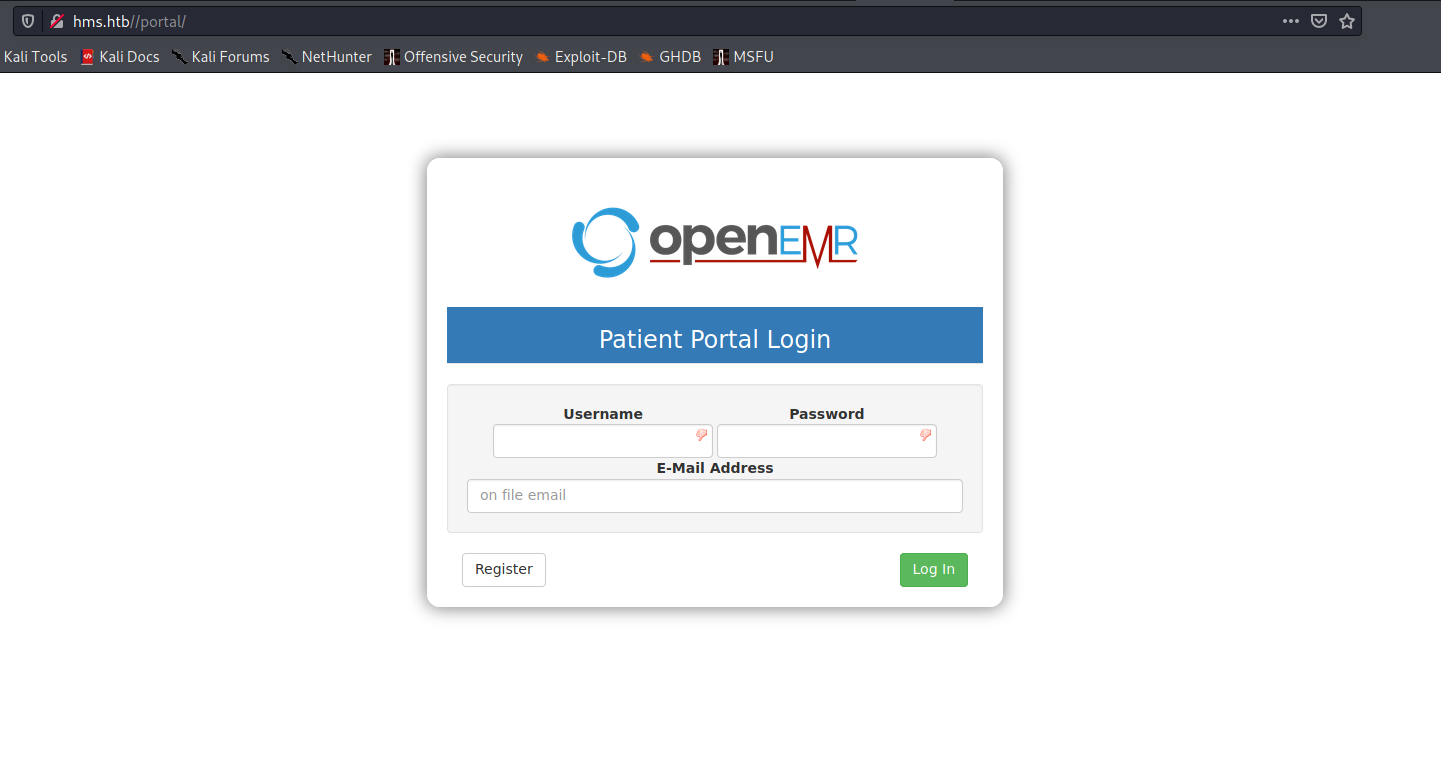 hms.htb//portal/
Kali Tools Kali Docs Kali Forums NetHunter Offensive Security Exploit-DB GHDB MSFU
openEMR
Patient Portal Login
Username Password
E-Mail Address
on file email
Register Log In